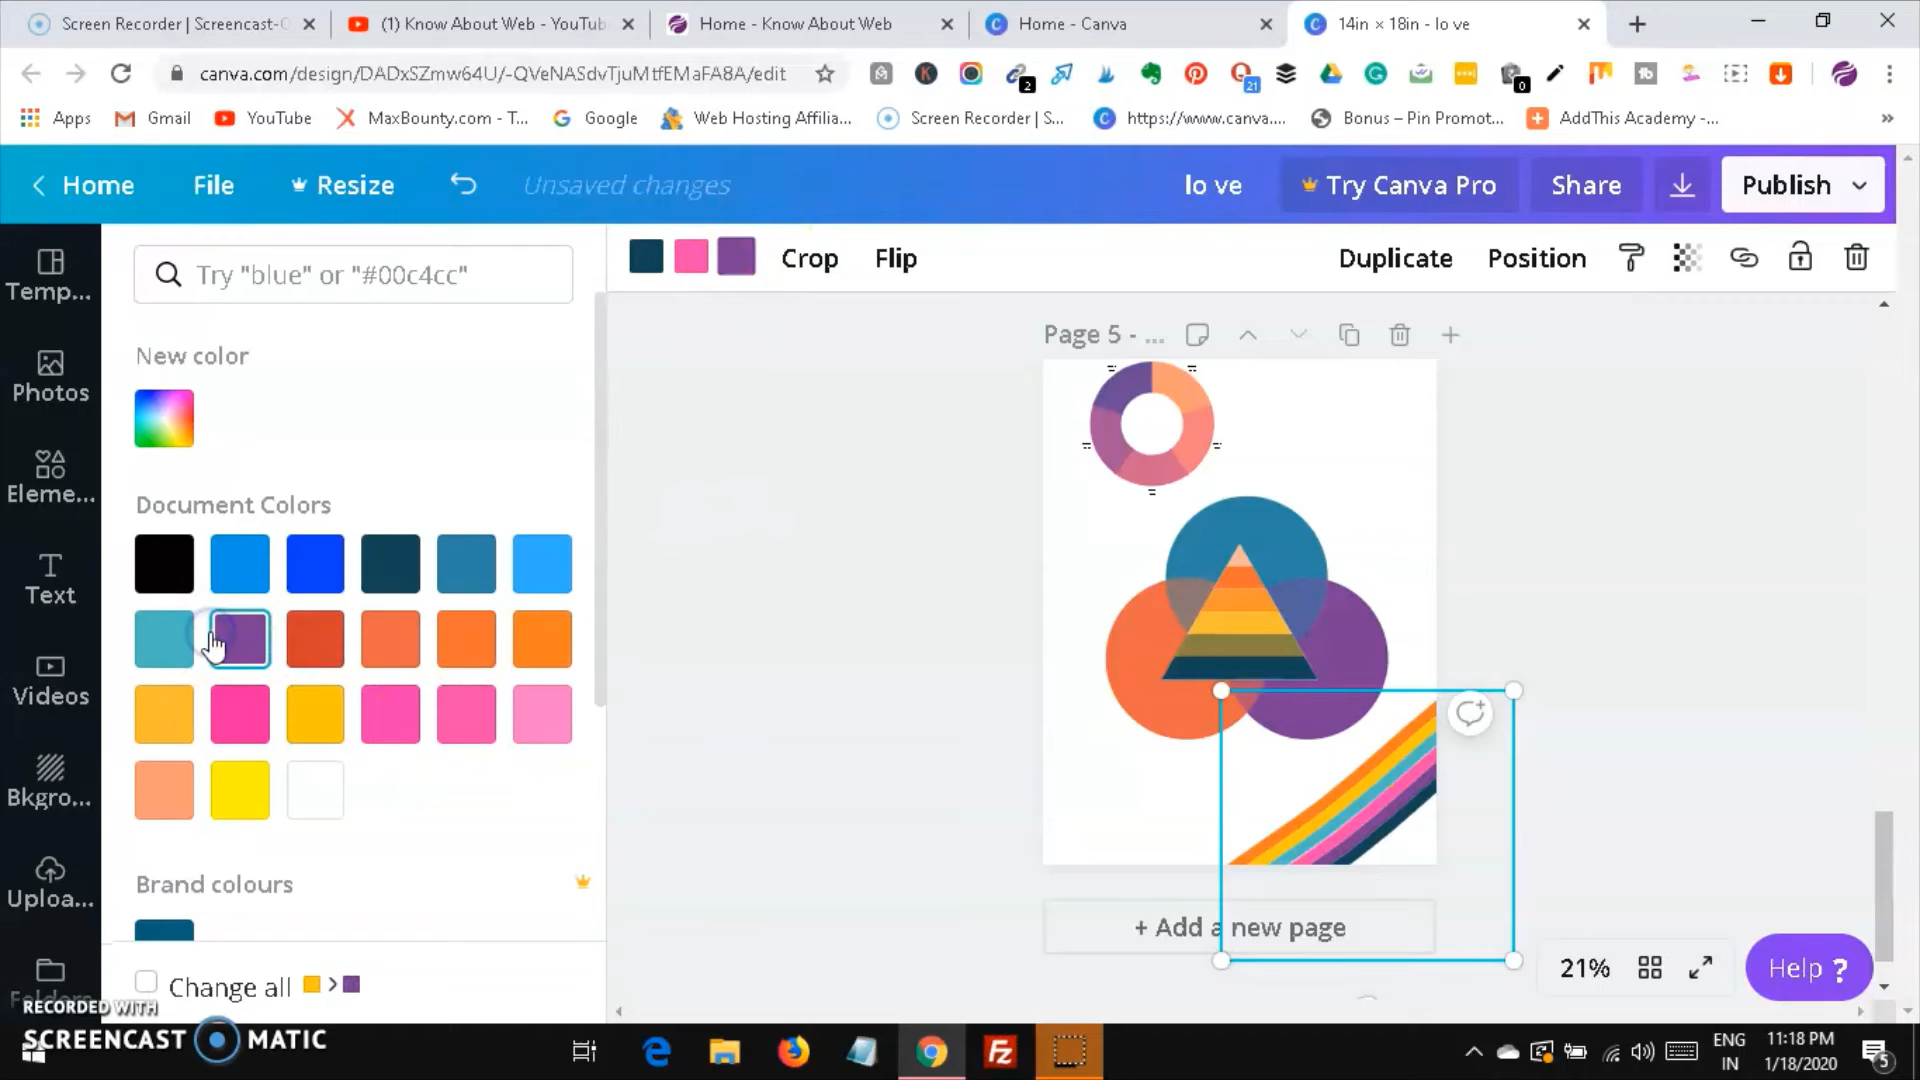 Screen Recorder | Screencast-O
(1) Know About Web - YouTub
Home - Know About Web
Home - Canva
14in × 18in - lo ve
canva.com/design/DADxSZmw64U/-QVeNASdvTjuMtfEMaFA8A/edit
2
21
0
Apps
Gmail
YouTube
MaxBounty.com - T...
Google
Web Hosting Affilia...
Screen Recorder | S...
https://www.canva....
Bonus – Pin Promot...
AddThis Academy -...
Home
File
Resize
Unsaved changes
lo ve
Try Canva Pro
Share
Publish
Temp...
Photos
Eleme...
Text
Videos
Bkgro...
Uploa...
Folders
Try "blue" or "#00c4cc"
New color
Document Colors
Brand colours
Change all
Crop
Flip
Duplicate
Position
Page 5 - ...
+ Add a new page
21%
Help ?
RECORDED WITH
SCREENCAST MATIC
ENG
IN
11:18 PM
1/18/2020
5